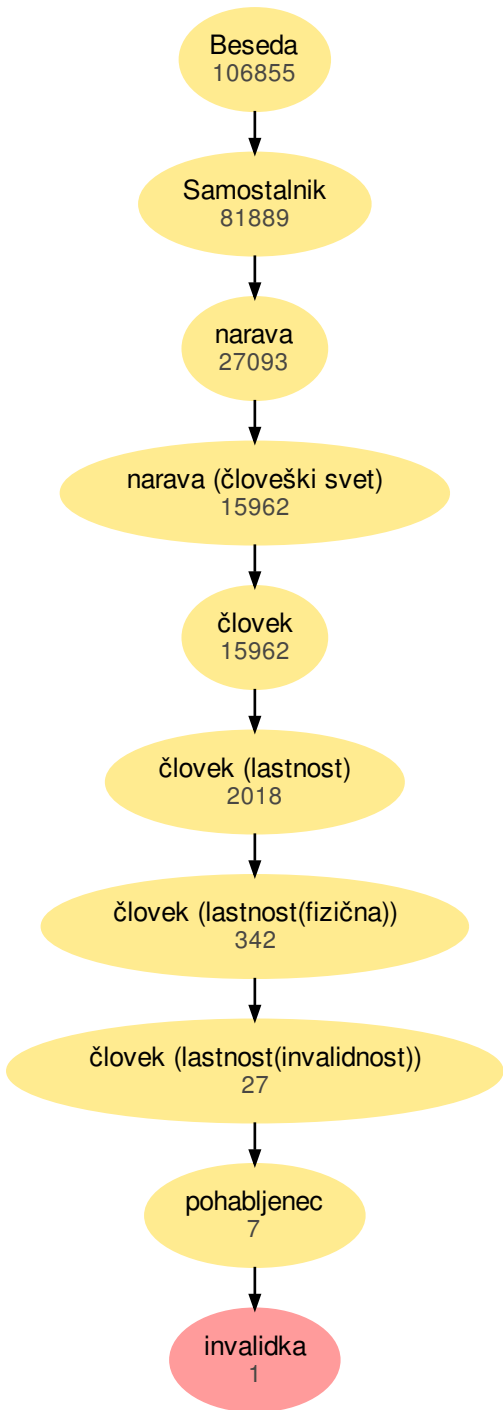 Beseda
106855
Samostalnik
81889
narava
27093
narava (človeški svet)
15962
človek
15962
človek (lastnost)
2018
človek (lastnost(fizična))
342
človek (lastnost(invalidnost))
27
pohabljenec
7
invalidka
1